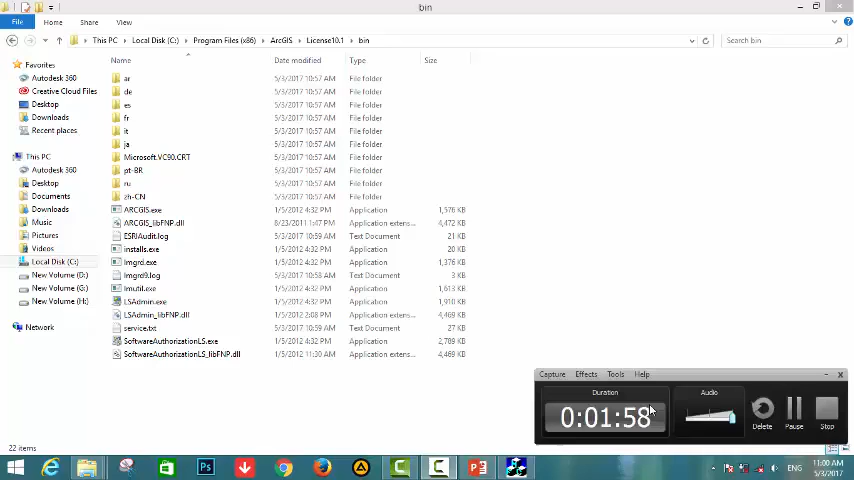 bin
File Home Share View
This PC Local Disk (C:) Program Files (x86) ArcGIS License10.1 bin
Search bin
Name Date modified Type Size
Favorites
Autodesk 360
Creative Cloud Files
Desktop
Downloads
Recent places
This PC
Autodesk 360
Desktop
Documents
Downloads
Music
Pictures
Videos
Local Disk (C:)
New Volume (D:)
New Volume (G:)
New Volume (H:)
Network
ar 5/3/2017 10:57 AM File folder
de 5/3/2017 10:57 AM File folder
es 5/3/2017 10:57 AM File folder
fr 5/3/2017 10:57 AM File folder
it 5/3/2017 10:57 AM File folder
ja 5/3/2017 10:57 AM File folder
Microsoft.VC90.CRT 5/3/2017 10:57 AM File folder
pt-BR 5/3/2017 10:57 AM File folder
ru 5/3/2017 10:57 AM File folder
zh-CN 5/3/2017 10:57 AM File folder
ARCGIS.exe 1/5/2012 4:32 PM Application 1,576 KB
ARCGIS_libFNP.dll 8/23/2011 1:47 PM Application extens... 4,472 KB
ESRIAudit.log 5/3/2017 10:59 AM Text Document 21 KB
installs.exe 1/5/2012 4:32 PM Application 20 KB
lmgrd.exe 1/5/2012 4:32 PM Application 1,376 KB
lmgrd9.log 5/3/2017 10:58 AM Text Document 3 KB
lmutil.exe 1/5/2012 4:32 PM Application 1,613 KB
LSAdmin.exe 1/5/2012 4:32 PM Application 1,910 KB
LSAdmin_libFNP.dll 1/5/2012 2:08 PM Application extens... 4,469 KB
service.txt 5/3/2017 10:59 AM Text Document 27 KB
SoftwareAuthorizationLS.exe 1/5/2012 4:32 PM Application 2,789 KB
SoftwareAuthorizationLS_libFNP.dll 1/5/2012 11:30 AM Application extens... 4,469 KB
Capture Effects Tools Help
Duration Audio
0:01:58
Delete Pause Stop
22 items
ENG 11:00 AM
5/3/2017